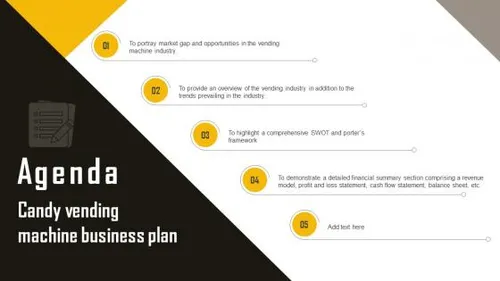 01
To portray market gap and opportunities in the vending
machine industry
02
To provide an overview of the vending industry in addition to the
trends prevailing in the industry
03
To highlight a comprehensive SWOT and porter's
framework
04
To demonstrate a detailed financial summary section comprising a revenue
model, profit and loss statement, cash flow statement, balance sheet, etc
05
Add text here
Agenda
Candy vending
machine business plan